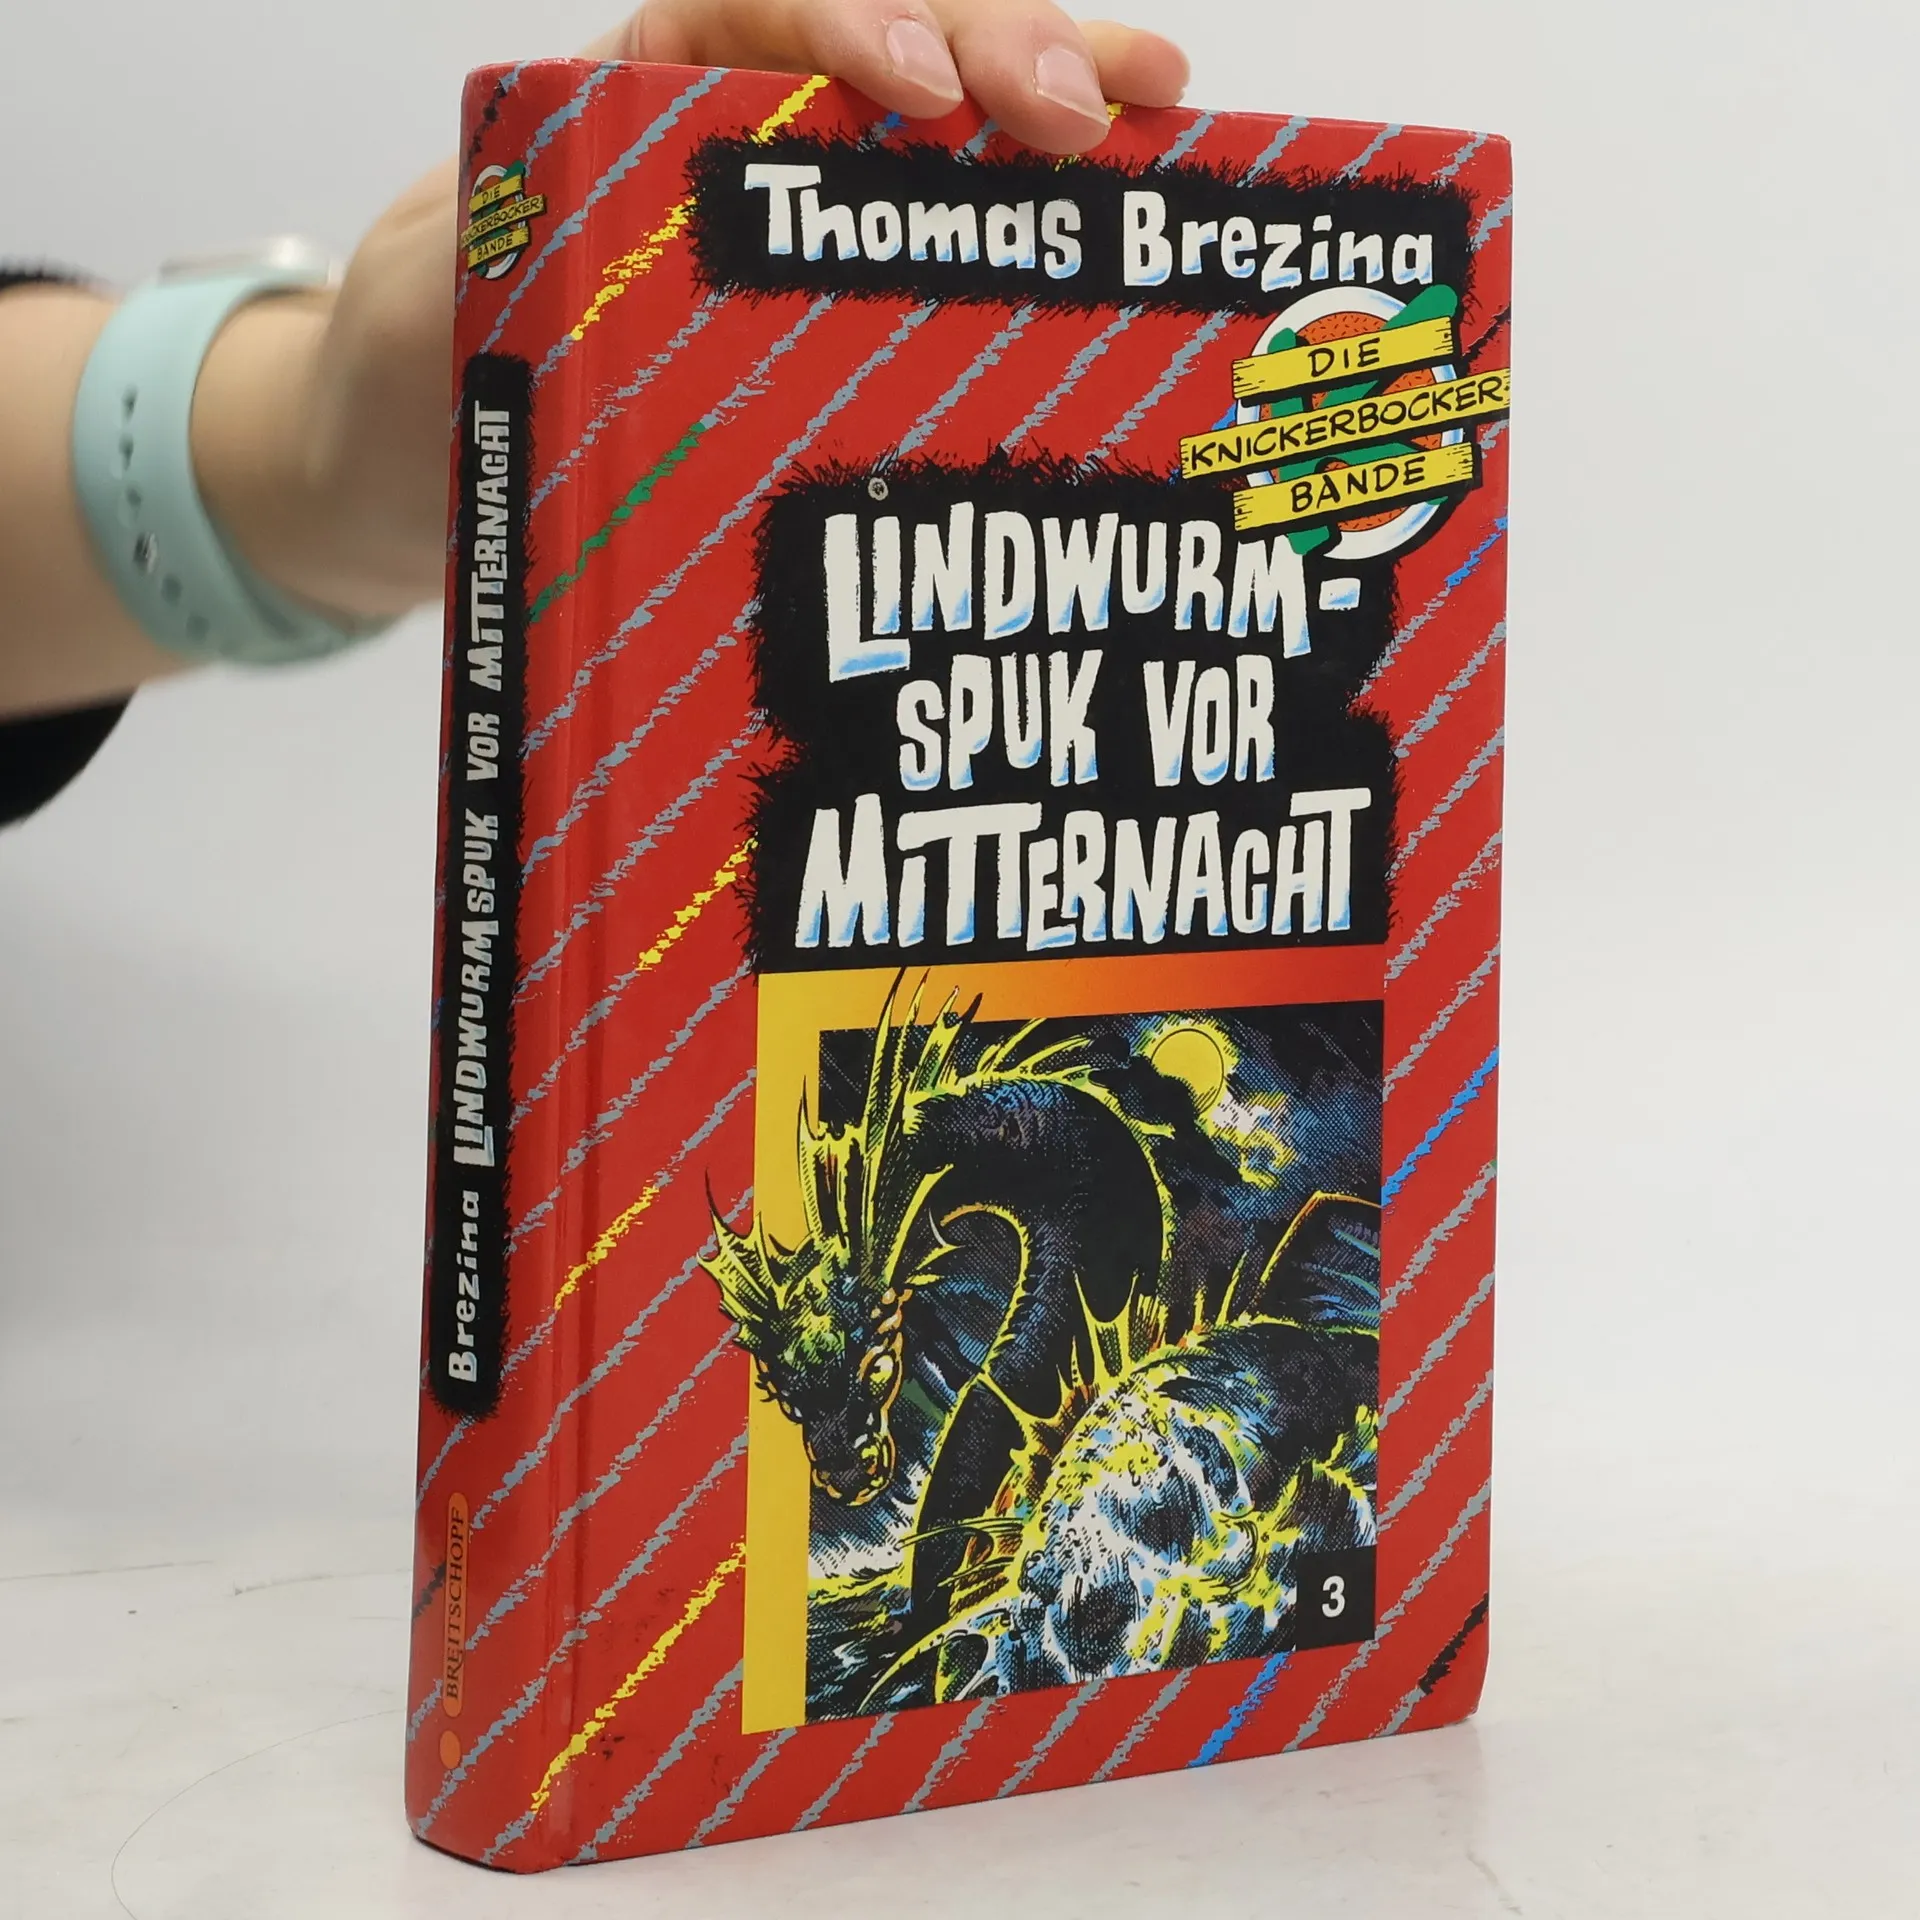 Thomas Brezina
DIE
KNICKERBOCKER
BANDE
LINDWURM-
SPUK VOR
MITTERNACHT
3
DIE
KNICKERBOCKER
BANDE
Brezina LINDWURMSPUK VOR MITTERNACHT
BREITSCHOPF